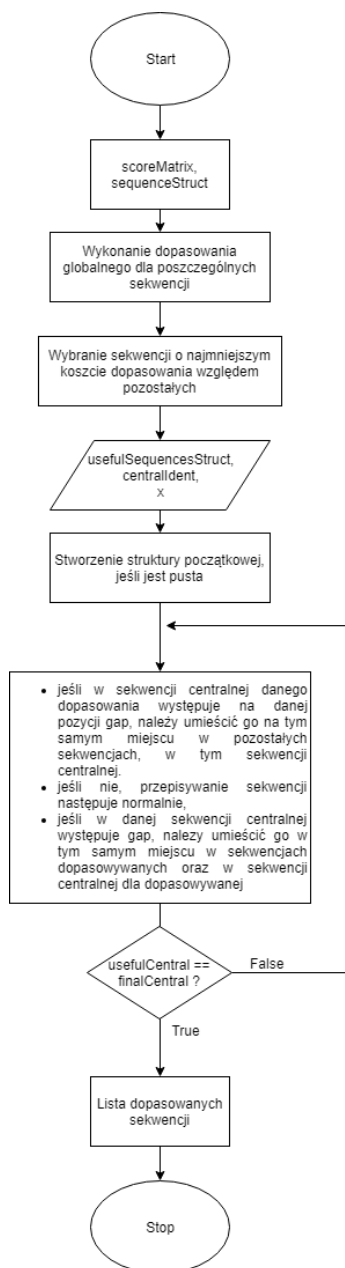 Start
scoreMatrix,
sequenceStruct
Wykonanie dopasowania
globalnego dla poszczególnych
sekwencji
Wybranie sekwencji o najmniejszym
koszcie dopasowania względem
pozostałych
usefulSequencesStruct,
centralIdent,
x
Stworzenie struktury początkowej,
jeśli jest pusta
• jeśli w sekwencji centralnej danego
dopasowania występuje na danej
pozycji gap, należy umieścić go na tym
samym miejscu w pozostałych
sekwencjach, w tym sekwencji
centralnej.
• jeśli nie, przepisywanie sekwencji
następuje normalnie,
• jeśli w danej sekwencji centralnej
występuje gap, nalezy umieścić go w
tym samym miejscu w sekwencjach
dopasowywanych oraz w sekwencji
centralnej dla dopasowywanej
usefulCentral ==
finalCentral ?
False
True
Lista dopasowanych
sekwencji
Stop